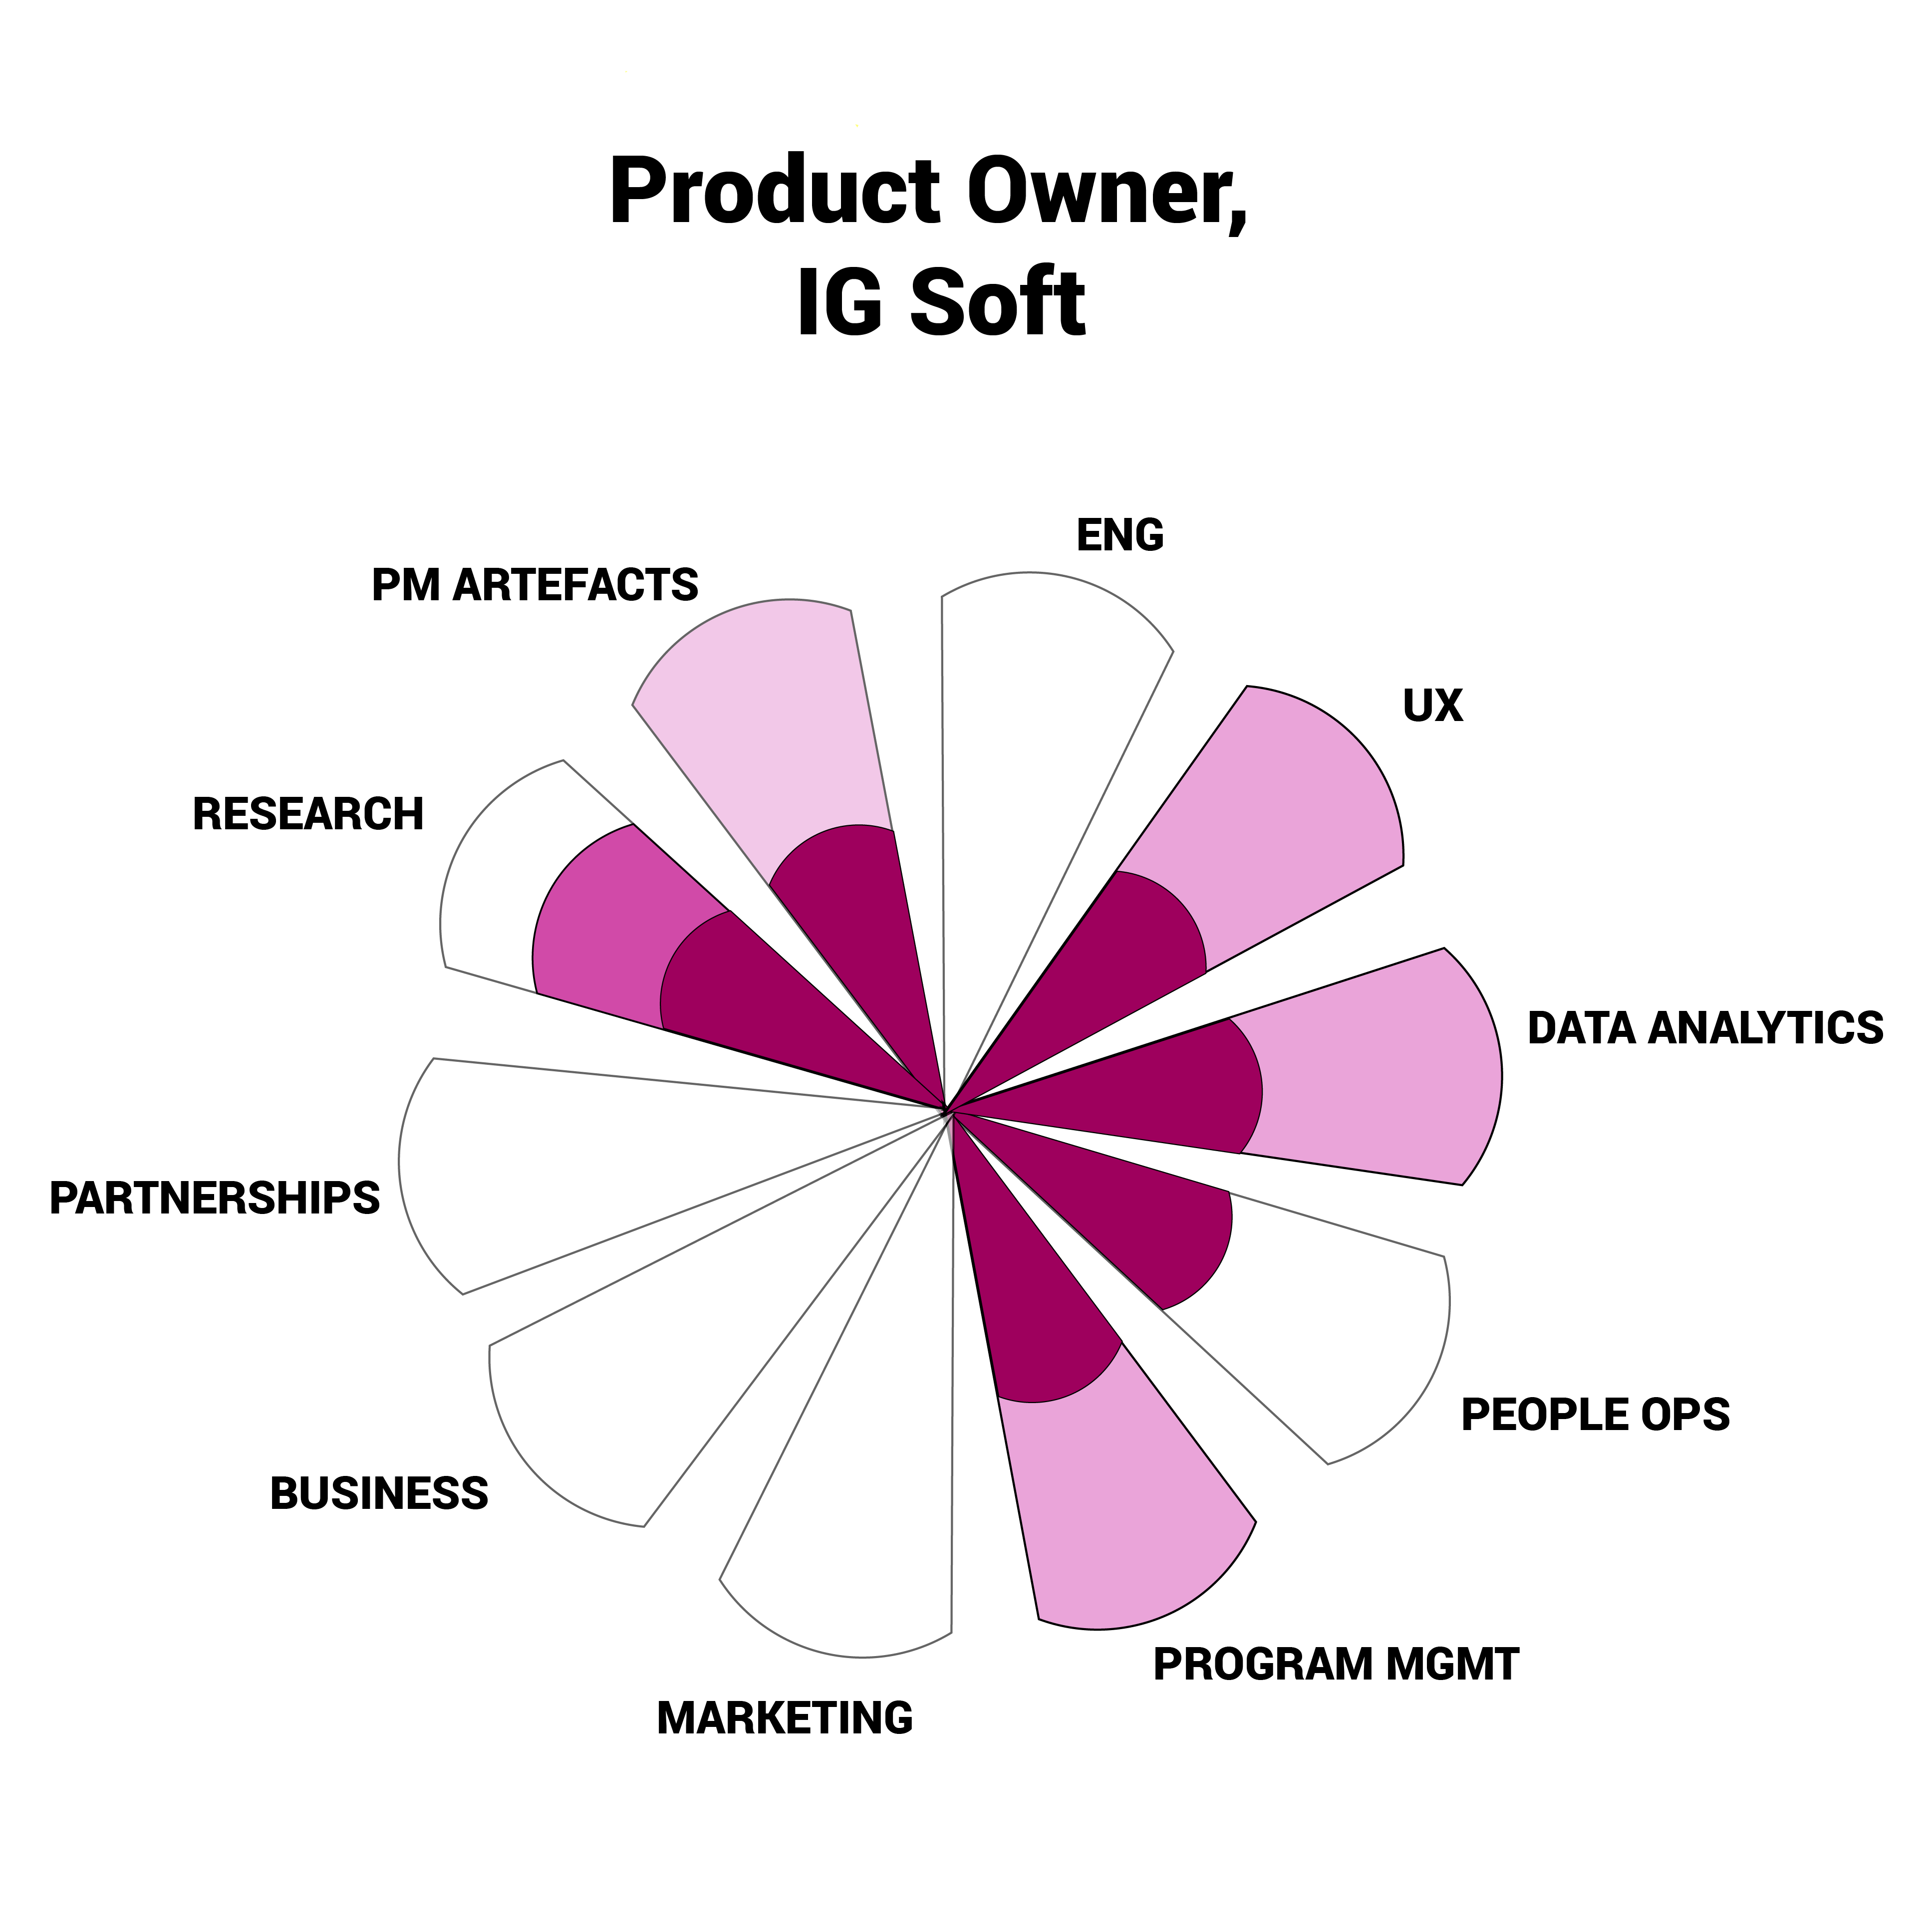 Product Owner,
IG Soft
ENG
PM ARTEFACTS
UX
RESEARCH
DATA ANALYTICS
PARTNERSHIPS
PEOPLE OPS
BUSINESS
PROGRAM MGMT
MARKETING